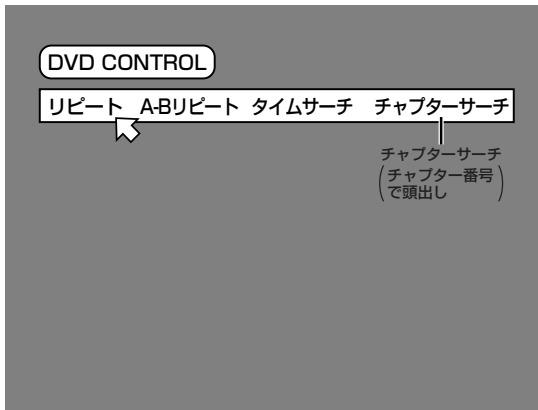 DVD CONTROL
リピート A-Bリピート タイムサーチ チャプターサーチ
チャプターサーチ
(チャプター番号
で頭出し)